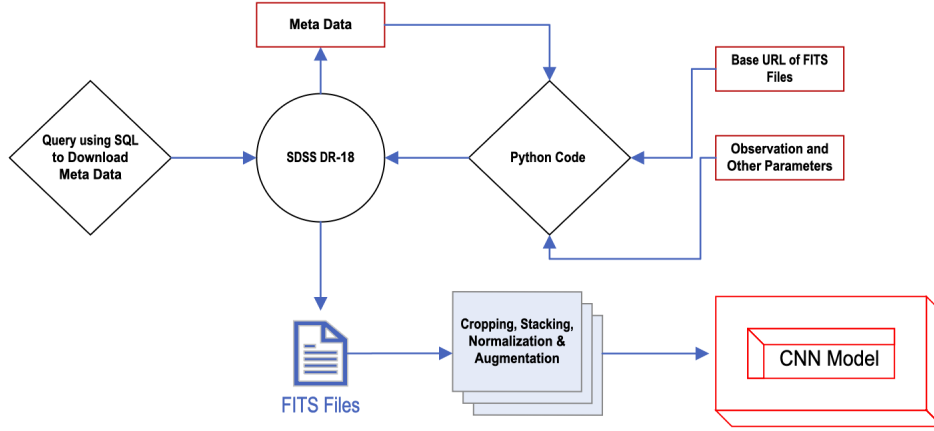 Meta Data
Base URL of FITS
Files
Query using SQL
to Download
Meta Data
SDSS DR-18
Python Code
Observation and
Other Parameters
Cropping, Stacking,
Normalization &
Augmentation
CNN Model
FITS Files